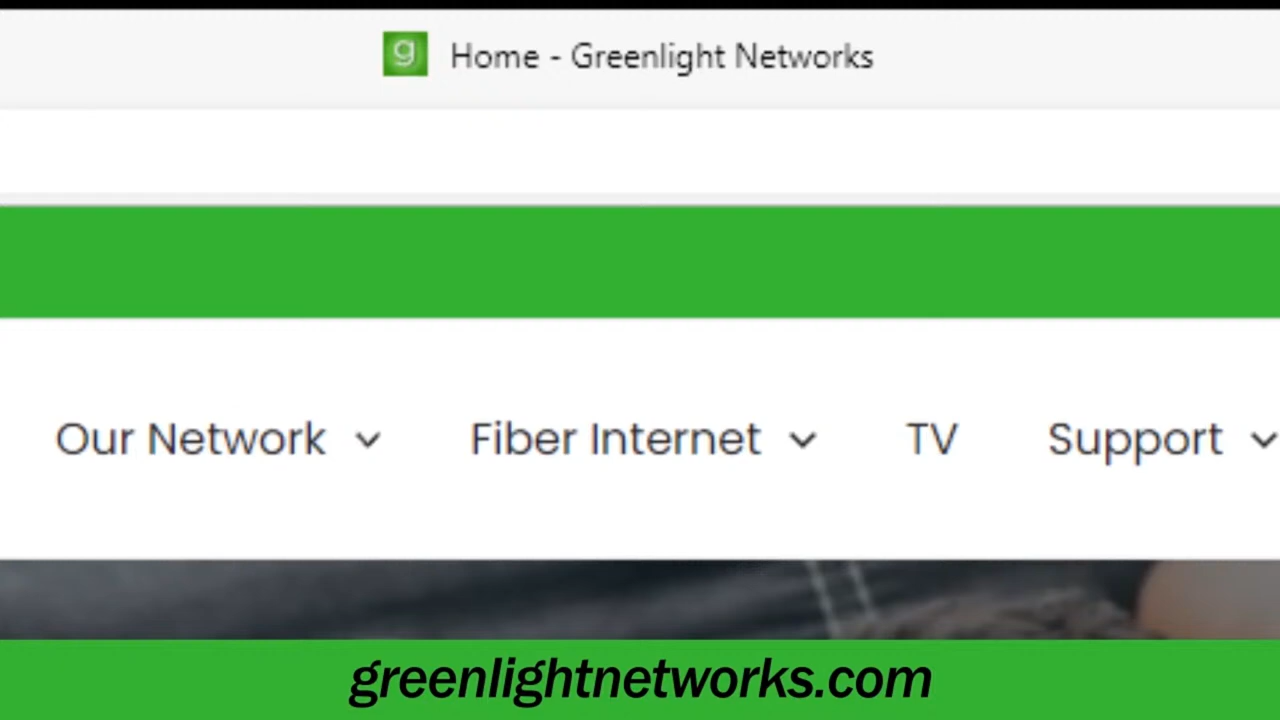 g Home - Greenlight Networks
Our Network Fiber Internet TV Support
greenlightnetworks.com